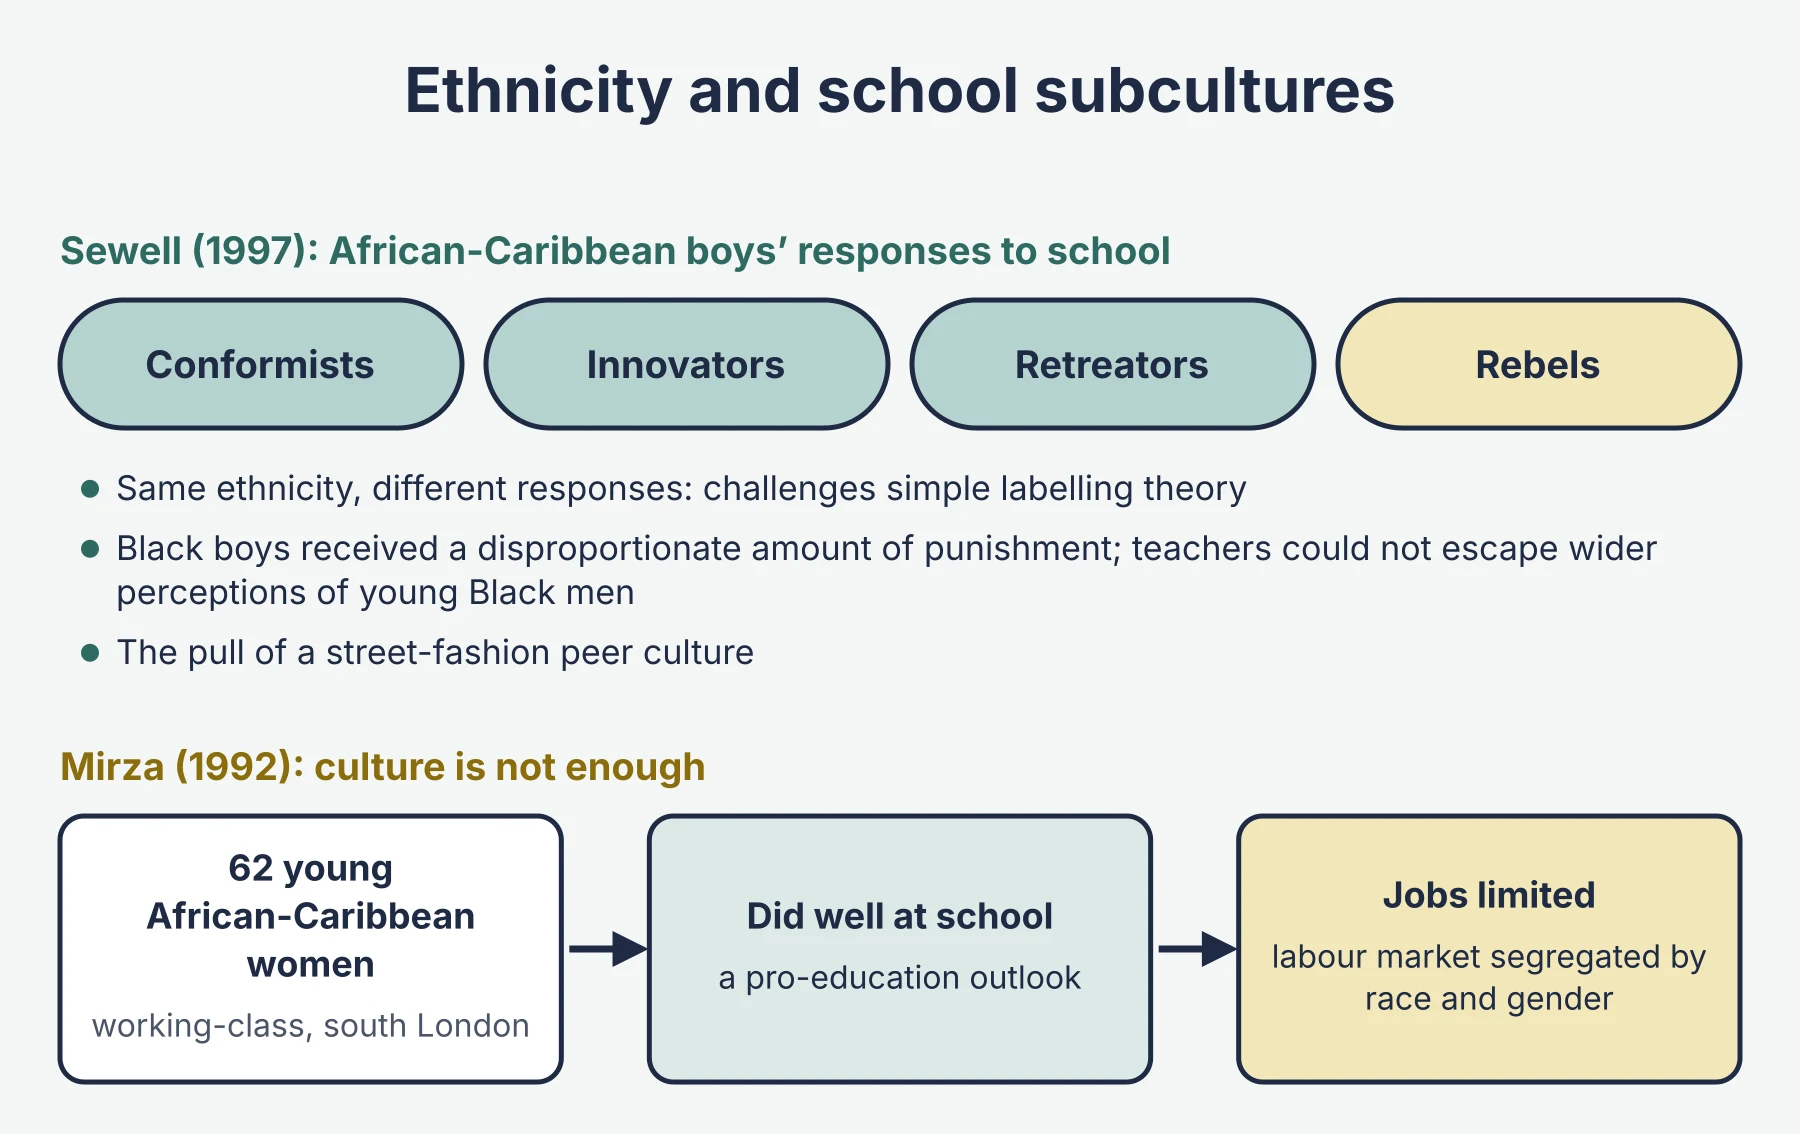 Ethnicity and school subcultures
Sewell (1997): African-Caribbean boys’ responses to school
Conformists
Innovators
Retreators
Rebels
Same ethnicity, different responses: challenges simple labelling theory
Black boys received a disproportionate amount of punishment; teachers could not escape wider
perceptions of young Black men
The pull of a street-fashion peer culture
Mirza (1992): culture is not enough
62 young
African-Caribbean
women
working-class, south London
Did well at school
a pro-education outlook
Jobs limited
labour market segregated by
race and gender